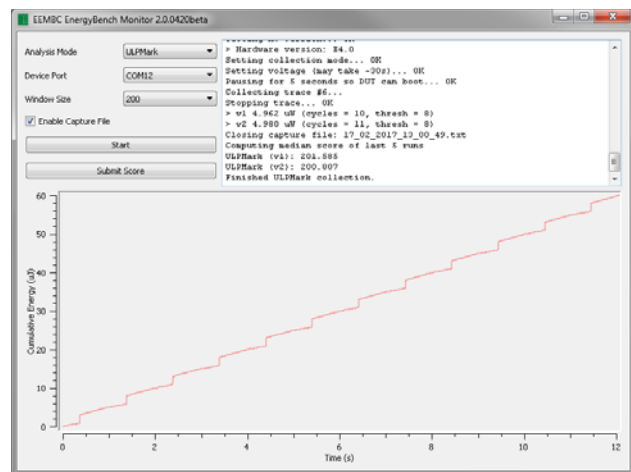 EEMBC EnergyBench Monitor 2.0.0420beta
Analysis Mode
ULPMark
Device Port
COM12
Window Size
200
Enable Capture File
Start
Submit Score
> Hardware version: E4.0
Setting collection mode... OK
Setting voltage (may take ~30s)... OK
Pausing for 5 seconds so DUT can boot... OK
Collecting trace #6...
Stopping trace... OK
> v1 4.962 uW (cycles = 10, thresh = 8)
> v2 4.980 uW (cycles = 11, thresh = 8)
Closing capture file: 17_02_2017_13_00_49.txt
Computing median score of last 5 runs
ULPMark (v1): 201.585
ULPMark (v2): 200.807
Finished ULPMark collection.
Cumulative Energy (uJ)
60
50
40
30
20
10
0
0
2
4
6
8
10
12
Time (s)